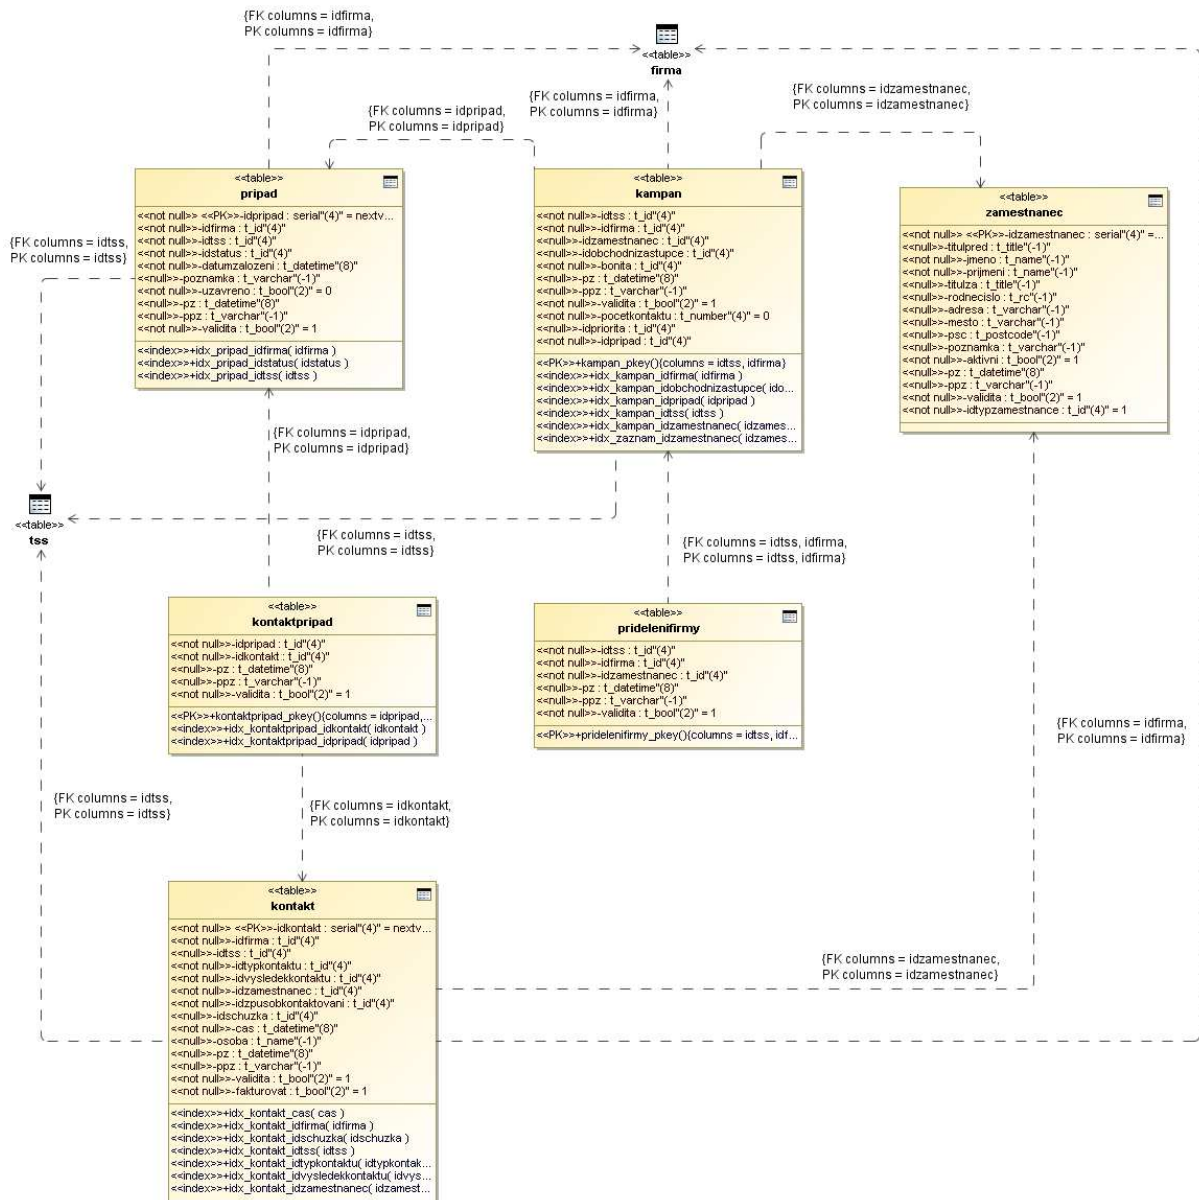 {FK columns = idfirma,
PK columns = idfirma}
<<table>>
firma
{FK columns = idpripad,
PK columns = idpripad}
{FK columns = idfirma,
PK columns = idfirma}
{FK columns = idzamestnanec,
PK columns = idzamestnanec}
<<table>>
pripad
<<not null>> <<PK>>-idpripad : serial"(4)" = nextv...
<<not null>>-idfirma : t_id"(4)"
<<not null>>-idtss : t_id"(4)"
<<not null>>-idstatus : t_id"(4)"
<<not null>>-datumzalozeni : t_datetime"(8)"
<<null>>-poznamka : t_varchar"(-1)"
<<not null>>-uzavreno : t_bool"(2)" = 0
<<null>>-pz : t_datetime"(8)"
<<null>>-ppz : t_varchar"(-1)"
<<not null>>-validita : t_bool"(2)" = 1
<<index>>+idx_pripad_idfirma( idfirma )
<<index>>+idx_pripad_idstatus( idstatus )
<<index>>+idx_pripad_idtss( idtss )
<<table>>
kampan
<<not null>>-idtss : t_id"(4)"
<<not null>>-idfirma : t_id"(4)"
<<null>>-idzamestnanec : t_id"(4)"
<<null>>-idobchodnizastupce : t_id"(4)"
<<not null>>-bonita : t_id"(4)"
<<null>>-pz : t_datetime"(8)"
<<null>>-ppz : t_varchar"(-1)"
<<not null>>-validita : t_bool"(2)" = 1
<<not null>>-pocetkontaktu : t_number"(4)" = 0
<<null>>-idpriorita : t_id"(4)"
<<not null>>-idpripad : t_id"(4)"
<<PK>>+kampan_pkey(){columns = idtss, idfirma}
<<index>>+idx_kampan_idfirma( idfirma )
<<index>>+idx_kampan_idobchodnizastupce( ido...
<<index>>+idx_kampan_idpripad( idpripad )
<<index>>+idx_kampan_idtss( idtss )
<<index>>+idx_kampan_idzamestnanec( idzames...
<<index>>+idx_zaznam_idzamestnanec( idzames...
<<table>>
zamestnanec
<<not null>> <<PK>>-idzamestnanec : serial"(4)" =...
<<null>>-titulpred : t_title"(-1)"
<<not null>>-jmeno : t_name"(-1)"
<<not null>>-prijmeni : t_name"(-1)"
<<null>>-titulza : t_title"(-1)"
<<null>>-rodnecislo : t_rc"(-1)"
<<null>>-adresa : t_varchar"(-1)"
<<null>>-mesto : t_varchar"(-1)"
<<null>>-psc : t_postcode"(-1)"
<<null>>-poznamka : t_varchar"(-1)"
<<not null>>-aktivni : t_bool"(2)" = 1
<<null>>-pz : t_datetime"(8)"
<<null>>-ppz : t_varchar"(-1)"
<<not null>>-validita : t_bool"(2)" = 1
<<not null>>-idtypzamestnance : t_id"(4)" = 1
{FK columns = idtss,
PK columns = idtss}
{FK columns = idpripad,
PK columns = idpripad}
<<table>>
tss
{FK columns = idtss,
PK columns = idtss}
{FK columns = idtss, idfirma,
PK columns = idtss, idfirma}
<<table>>
kontaktpripad
<<not null>>-idpripad : t_id"(4)"
<<not null>>-idkontakt : t_id"(4)"
<<null>>-pz : t_datetime"(8)"
<<null>>-ppz : t_varchar"(-1)"
<<not null>>-validita : t_bool"(2)" = 1
<<PK>>+kontaktpripad_pkey(){columns = idpripad,...
<<index>>+idx_kontaktpripad_idkontakt( idkontakt )
<<index>>+idx_kontaktpripad_idpripad( idpripad )
<<table>>
pridelenifirmy
<<not null>>-idtss : t_id"(4)"
<<not null>>-idfirma : t_id"(4)"
<<not null>>-idzamestnanec : t_id"(4)"
<<null>>-pz : t_datetime"(8)"
<<null>>-ppz : t_varchar"(-1)"
<<not null>>-validita : t_bool"(2)" = 1
<<PK>>+pridelenifirmy_pkey(){columns = idtss, idf...
{FK columns = idfirma,
PK columns = idfirma}
{FK columns = idtss,
PK columns = idtss}
{FK columns = idkontakt,
PK columns = idkontakt}
<<table>>
kontakt
<<not null>> <<PK>>-idkontakt : serial"(4)" = nextv...
<<not null>>-idfirma : t_id"(4)"
<<null>>-idtss : t_id"(4)"
<<not null>>-idtypkontaktu : t_id"(4)"
<<null>>-idvysledekkontaktu : t_id"(4)"
<<not null>>-idzamestnanec : t_id"(4)"
<<not null>>-idzpusobkontaktovani : t_id"(4)"
<<null>>-idschuzka : t_id"(4)"
<<not null>>-cas : t_datetime"(8)"
<<null>>-osoba : t_name"(-1)"
<<null>>-pz : t_datetime"(8)"
<<null>>-ppz : t_varchar"(-1)"
<<not null>>-validita : t_bool"(2)" = 1
<<not null>>-fakturovat : t_bool"(2)" = 1
<<index>>+idx_kontakt_cas( cas )
<<index>>+idx_kontakt_idfirma( idfirma )
<<index>>+idx_kontakt_idschuzka( idschuzka )
<<index>>+idx_kontakt_idtss( idtss )
<<index>>+idx_kontakt_idtypkontaktu( idtypkontak...
<<index>>+idx_kontakt_idvysledekkontaktu( idvys...
<<index>>+idx_kontakt_idzamestnanec( idzamest...
{FK columns = idzamestnanec,
PK columns = idzamestnanec}